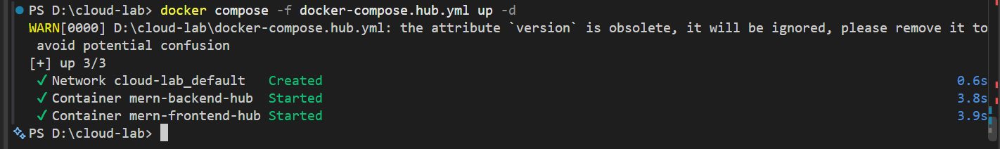 PS D:\cloud-lab> docker compose -f docker-compose.hub.yml up -d
WARN[0000] D:\cloud-lab\docker-compose.hub.yml: the attribute `version` is obsolete, it will be ignored, please remove it to
avoid potential confusion
[+] up 3/3
✓ Network cloud-lab_default Created 0.6s
✓ Container mern-backend-hub Started 3.8s
✓ Container mern-frontend-hub Started 3.9s
PS D:\cloud-lab>